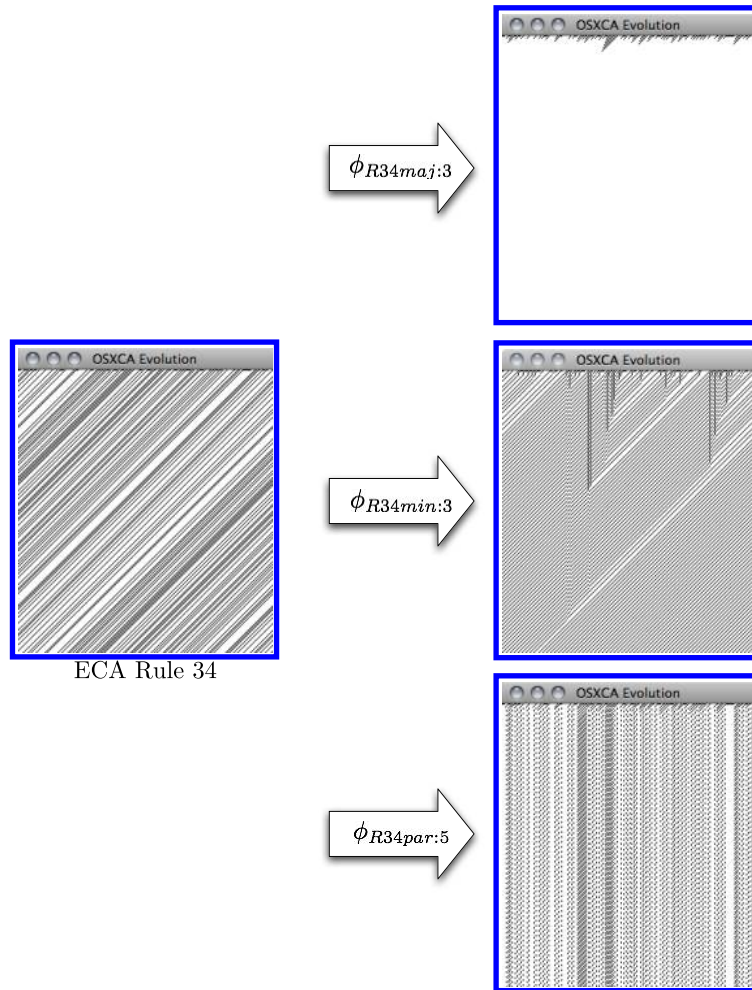 OSXCA Evolution
ϕR34maj:3
OSXCA Evolution
OSXCA Evolution
ϕR34min:3
ECA Rule 34
OSXCA Evolution
ϕR34par:5